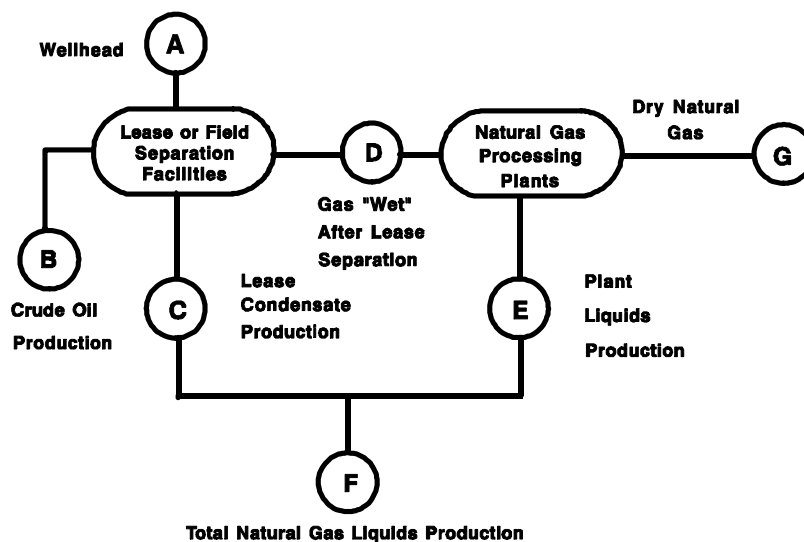 Wellhead
A
Lease or Field
Separation
Facilities
D
Natural Gas
Processing
Plants
Dry Natural
Gas
G
B
Crude Oil
Production
Gas "Wet"
After Lease
Separation
C
Lease
Condensate
Production
E
Plant
Liquids
Production
F
Total Natural Gas Liquids Production